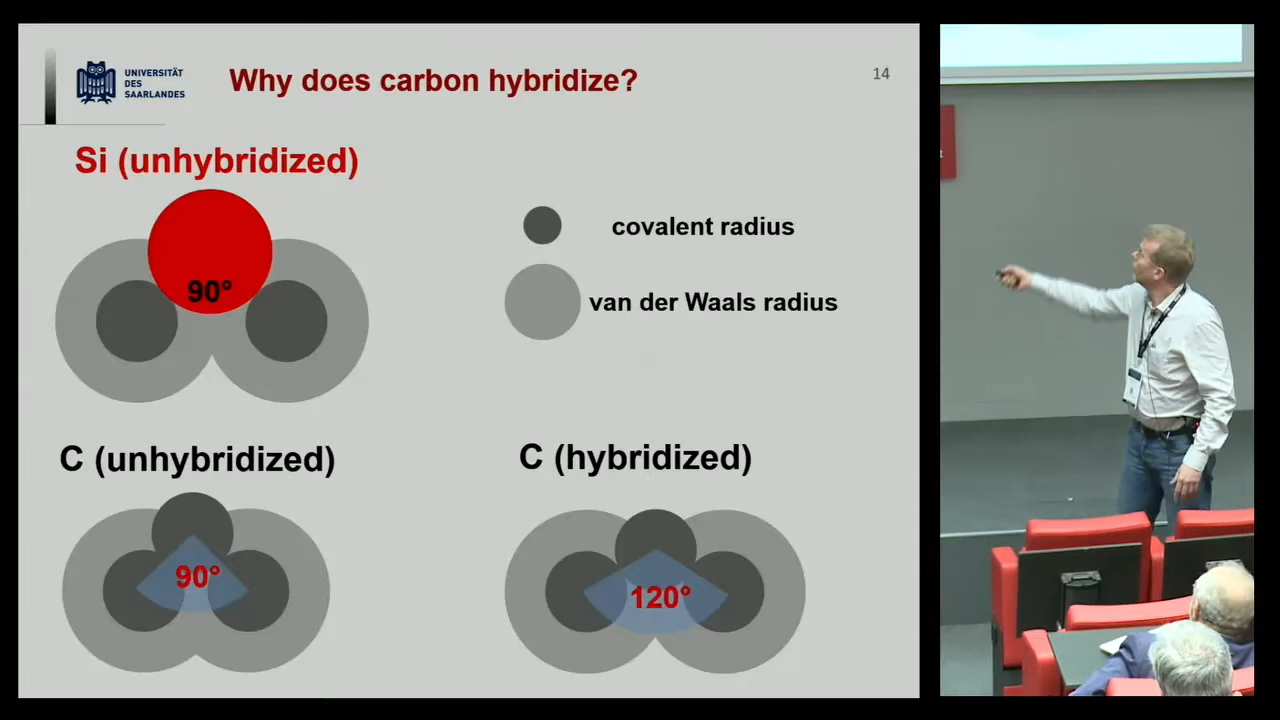 UNIVERSITÄT
DES
SAARLANDES
Why does carbon hybridize?
14
Si (unhybridized)
90°
covalent radius
van der Waals radius
C (unhybridized)
90°
C (hybridized)
120°
t